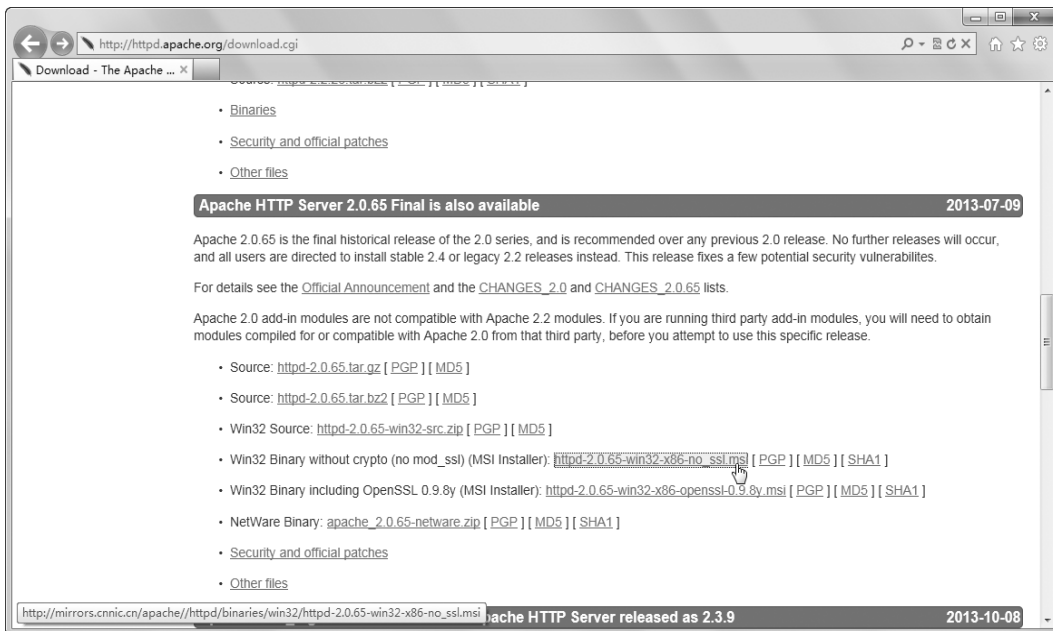 http://httpd.apache.org/download.cgi
Download - The Apache ...
• Binaries
• Security and official patches
• Other files
Apache HTTP Server 2.0.65 Final is also available 2013-07-09
Apache 2.0.65 is the final historical release of the 2.0 series, and is recommended over any previous 2.0 release. No further releases will occur,
and all users are directed to install stable 2.4 or legacy 2.2 releases instead. This release fixes a few potential security vulnerabilites.
For details see the Official Announcement and the CHANGES_2.0 and CHANGES_2.0.65 lists.
Apache 2.0 add-in modules are not compatible with Apache 2.2 modules. If you are running third party add-in modules, you will need to obtain
modules compiled for or compatible with Apache 2.0 from that third party, before you attempt to use this specific release.
• Source: httpd-2.0.65.tar.gz [ PGP ] [ MD5 ]
• Source: httpd-2.0.65.tar.bz2 [ PGP ] [ MD5 ]
• Win32 Source: httpd-2.0.65-win32-src.zip [ PGP ] [ MD5 ]
• Win32 Binary without crypto (no mod_ssl) (MSI Installer): httpd-2.0.65-win32-x86-no_ssl.msi [ PGP ] [ MD5 ] [ SHA1 ]
• Win32 Binary including OpenSSL 0.9.8y (MSI Installer): httpd-2.0.65-win32-x86-openssl-0.9.8y.msi [ PGP ] [ MD5 ] [ SHA1 ]
• NetWare Binary: apache_2.0.65-netware.zip [ PGP ] [ MD5 ] [ SHA1 ]
• Security and official patches
• Other files
http://mirrors.cnnic.cn/apache//httpd/binaries/win32/httpd-2.0.65-win32-x86-no_ssl.msi
pache HTTP Server released as 2.3.9 2013-10-08